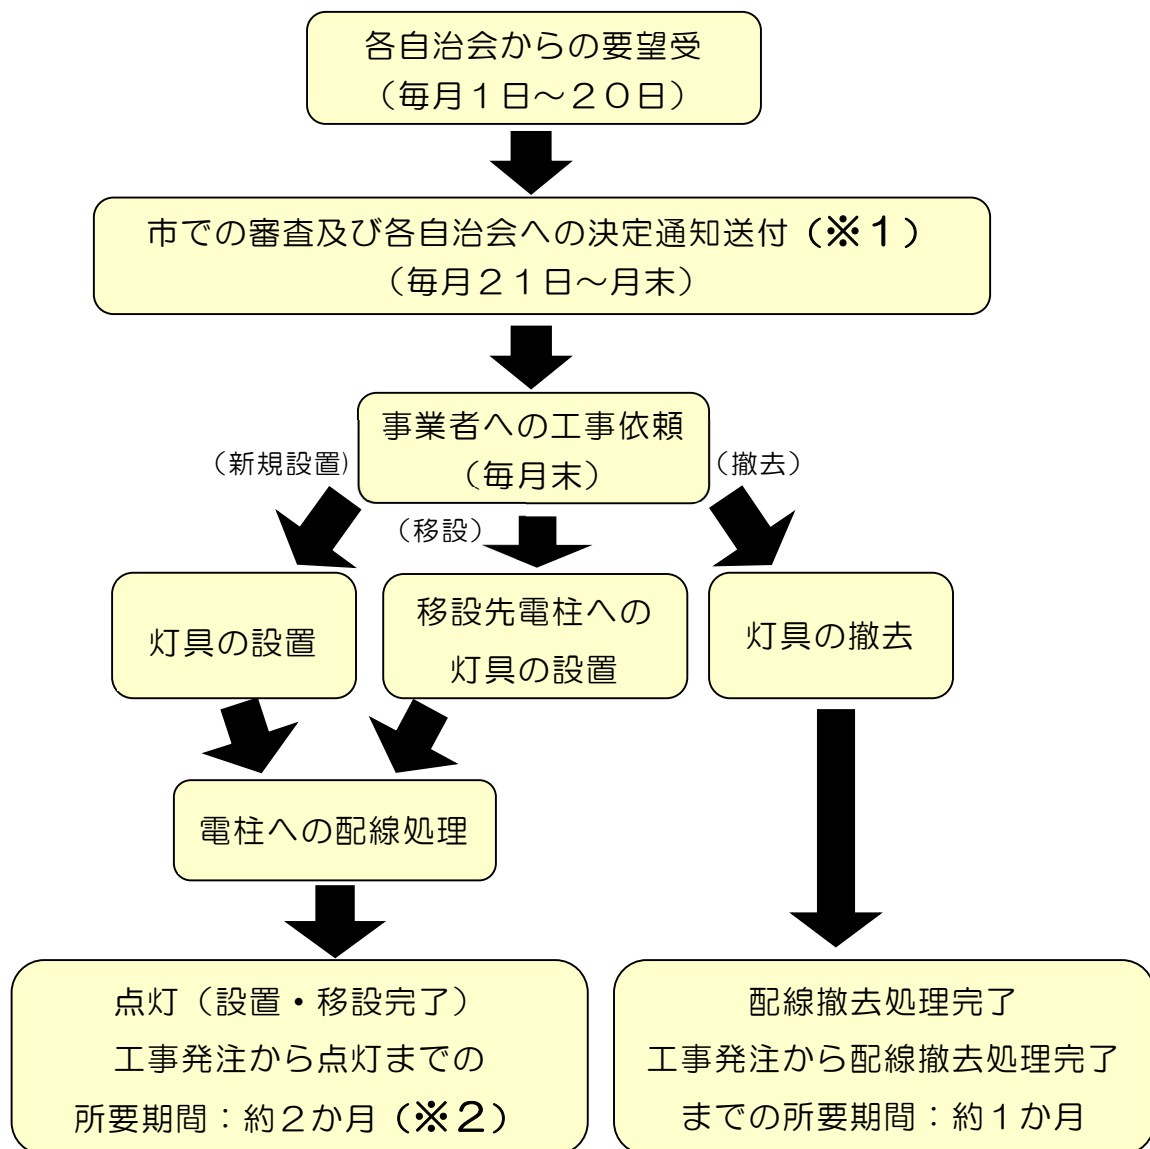 各自治会からの要望受
（毎月１日～２０日）
市での審査及び各自治会への決定通知送付（※１）
（毎月２１日～月末）
事業者への工事依頼
（毎月末）
（新規設置）
（移設）
（撤去）
灯具の設置
移設先電柱への
灯具の設置
灯具の撤去
電柱への配線処理
点灯（設置・移設完了）
工事発注から点灯までの
所要期間：約２か月（※２）
配線撤去処理完了
工事発注から配線撤去処理完了
までの所要期間：約１か月